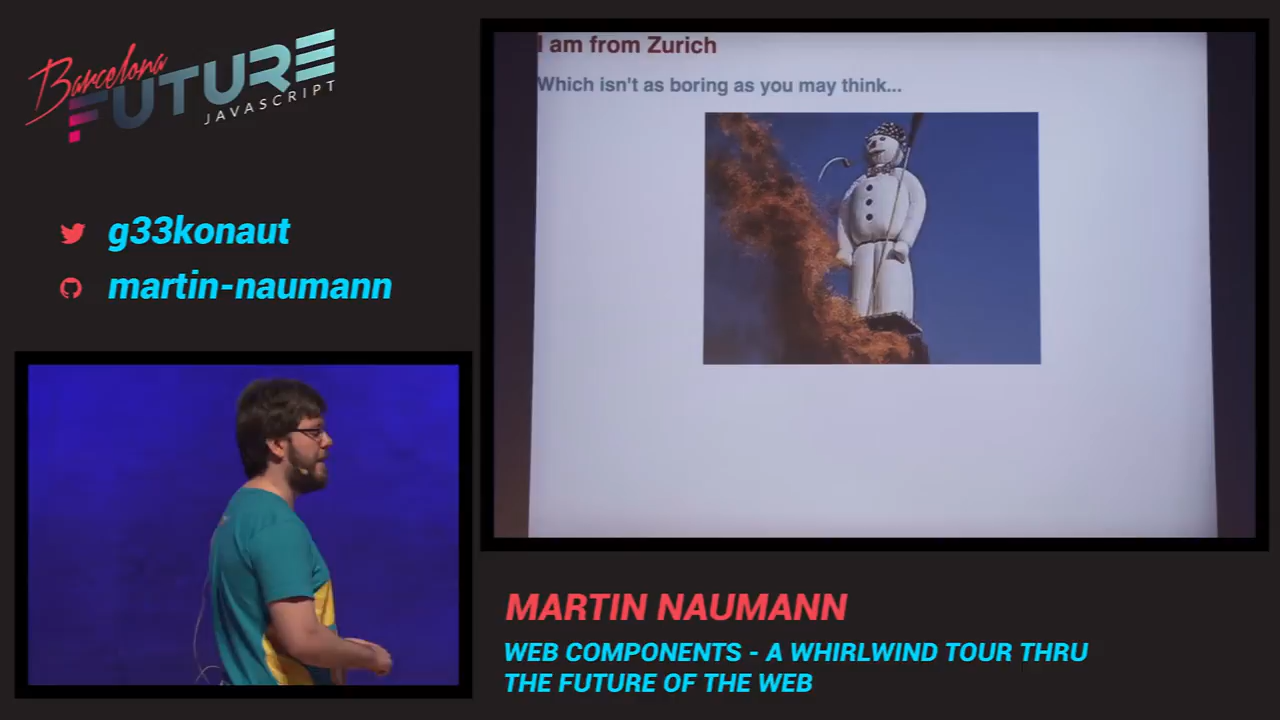 Barcelona
FUTURE
JAVASCRIPT
g33konaut
martin-naumann
I am from Zurich
Which isn't as boring as you may think...
MARTIN NAUMANN
WEB COMPONENTS - A WHIRLWIND TOUR THRU
THE FUTURE OF THE WEB